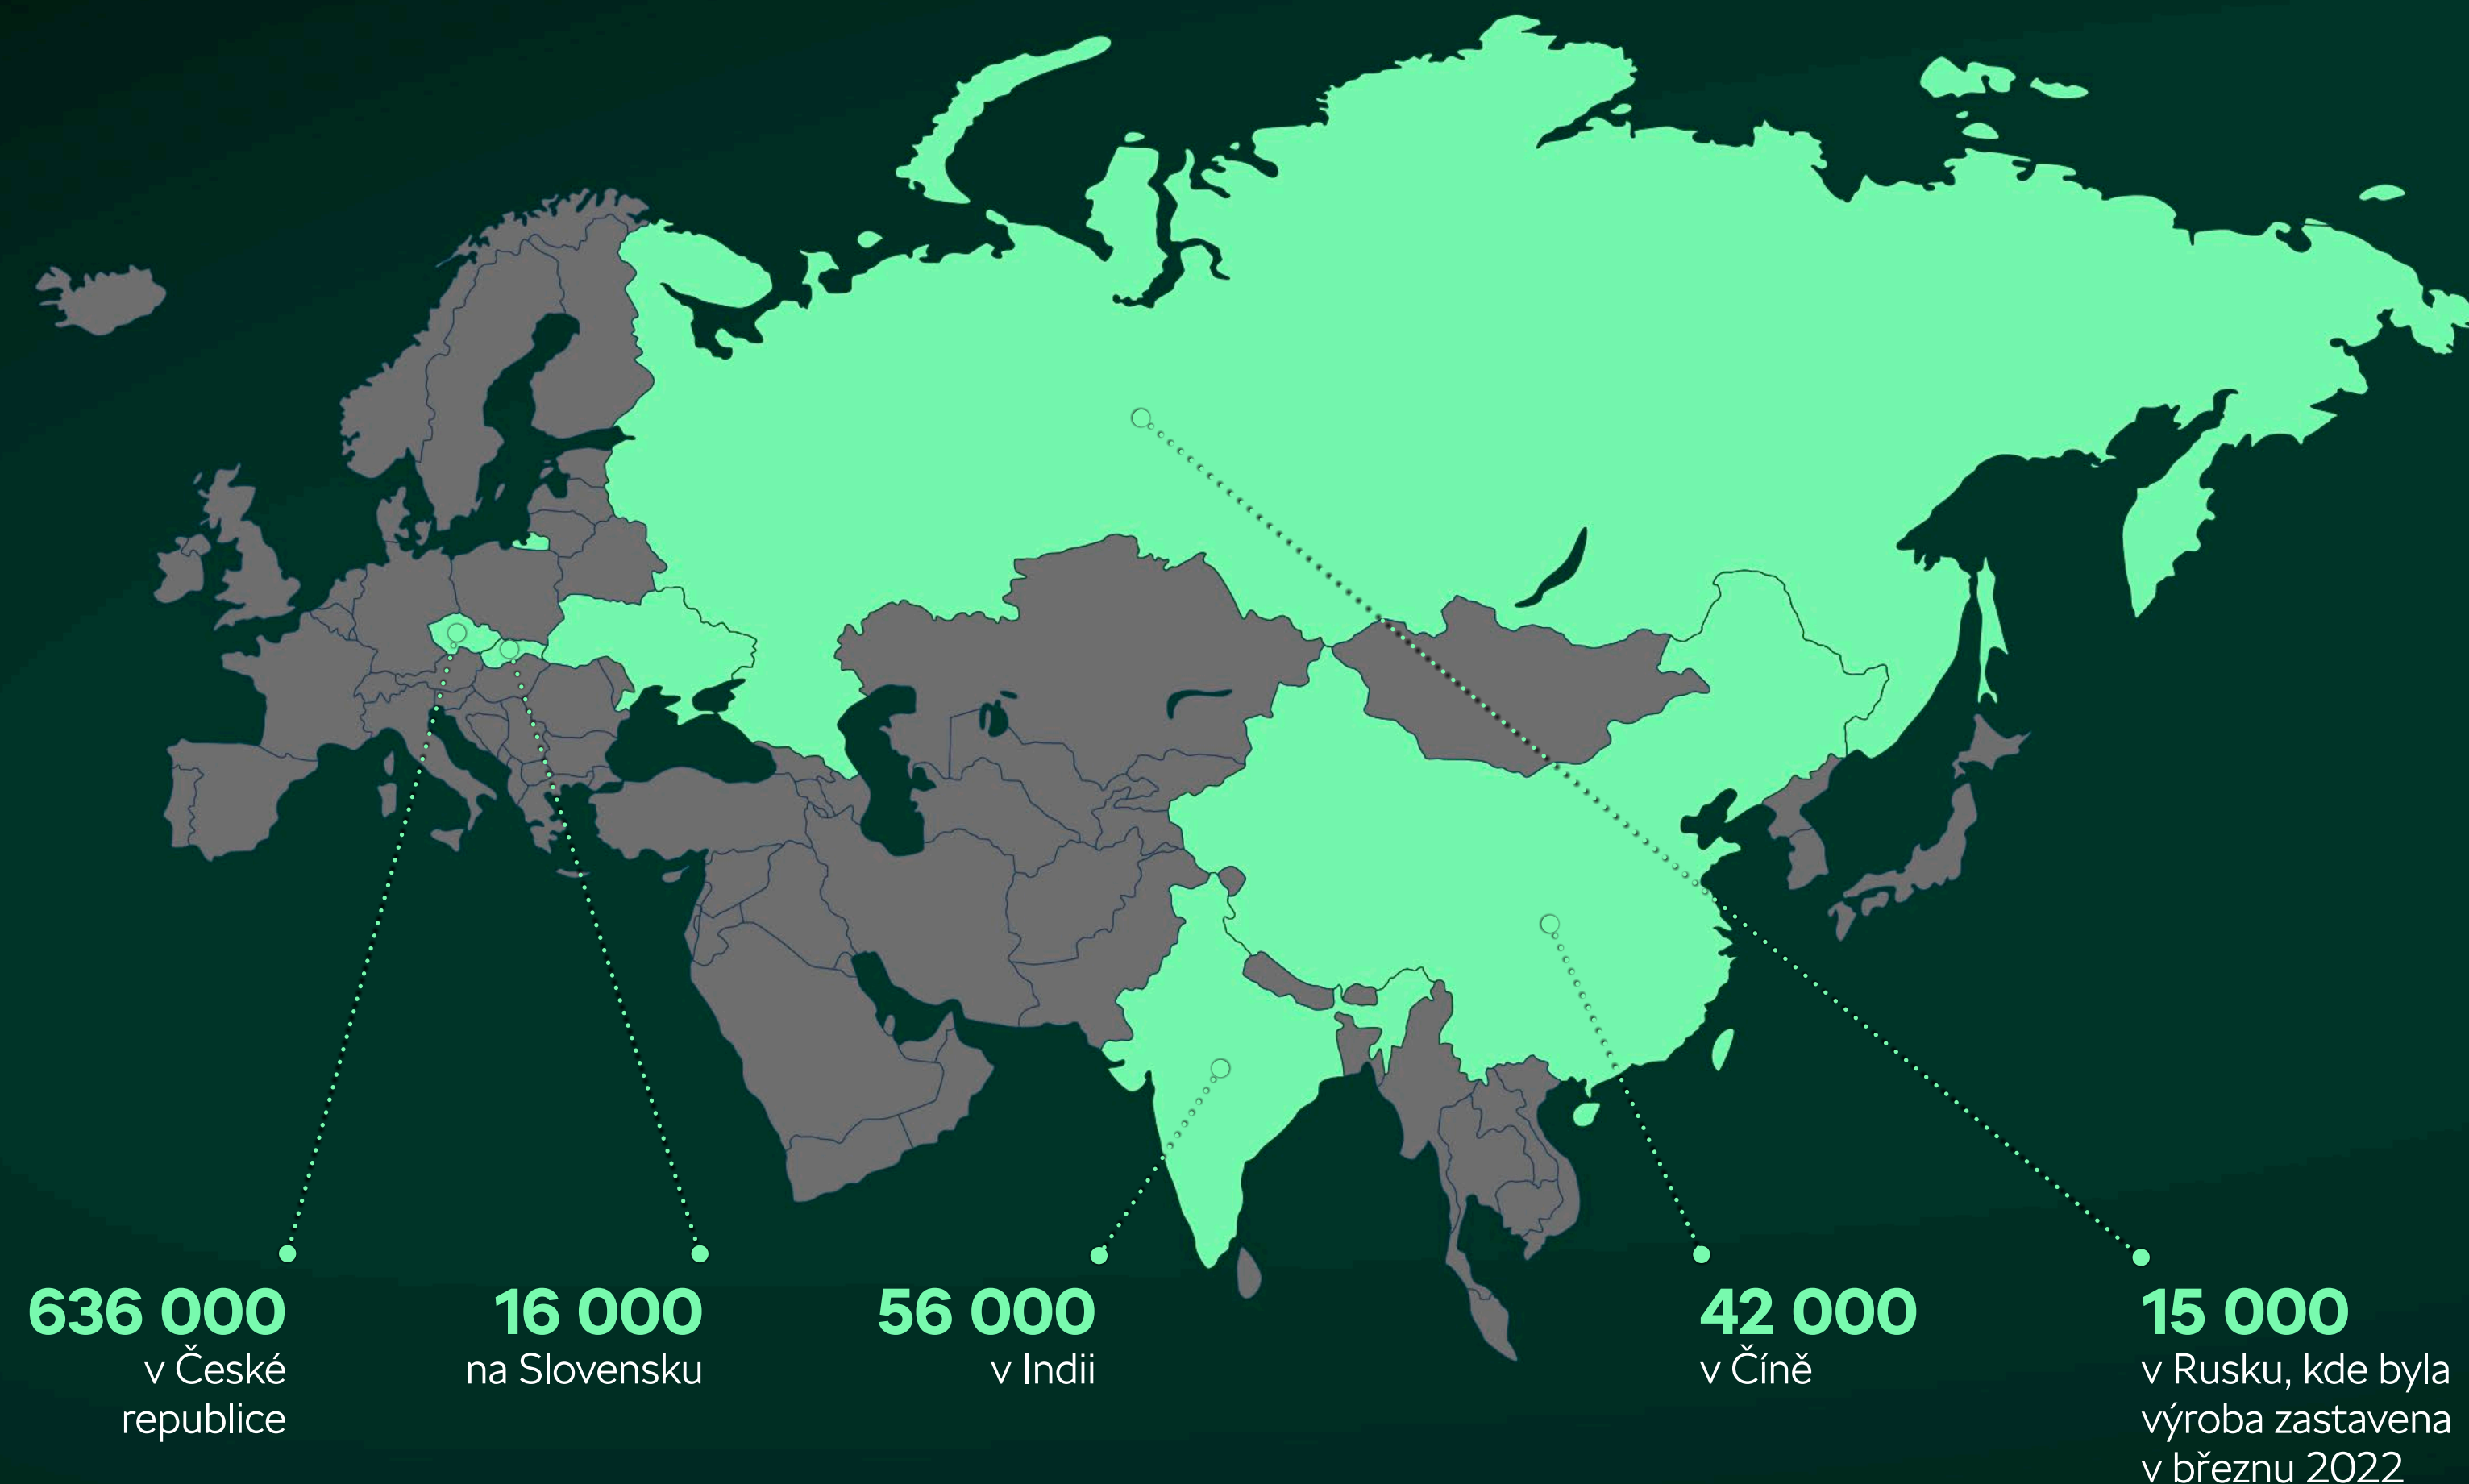 636 000
v České
republice
16 000
na Slovensku
56 000
v Indii
42 000
v Číně
15 000
v Rusku, kde byla
výroba zastavena
v březnu 2022